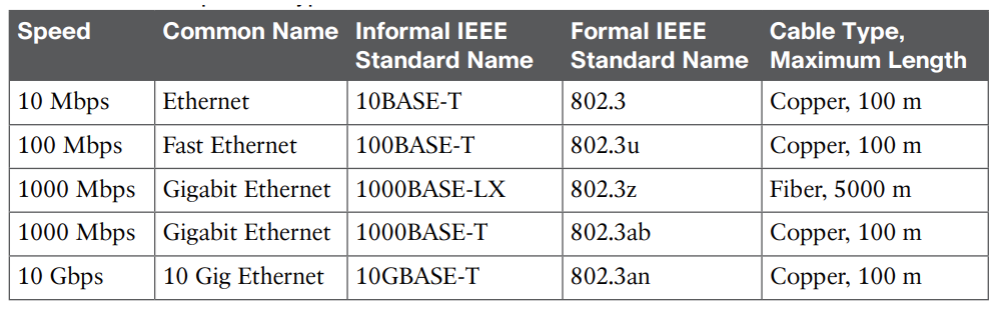 Speed Common Name Informal IEEE Standard Name Formal IEEE Standard Name Cable Type, Maximum Length
10 Mbps Ethernet 10BASE-T 802.3 Copper, 100 m
100 Mbps Fast Ethernet 100BASE-T 802.3u Copper, 100 m
1000 Mbps Gigabit Ethernet 1000BASE-LX 802.3z Fiber, 5000 m
1000 Mbps Gigabit Ethernet 1000BASE-T 802.3ab Copper, 100 m
10 Gbps 10 Gig Ethernet 10GBASE-T 802.3an Copper, 100 m